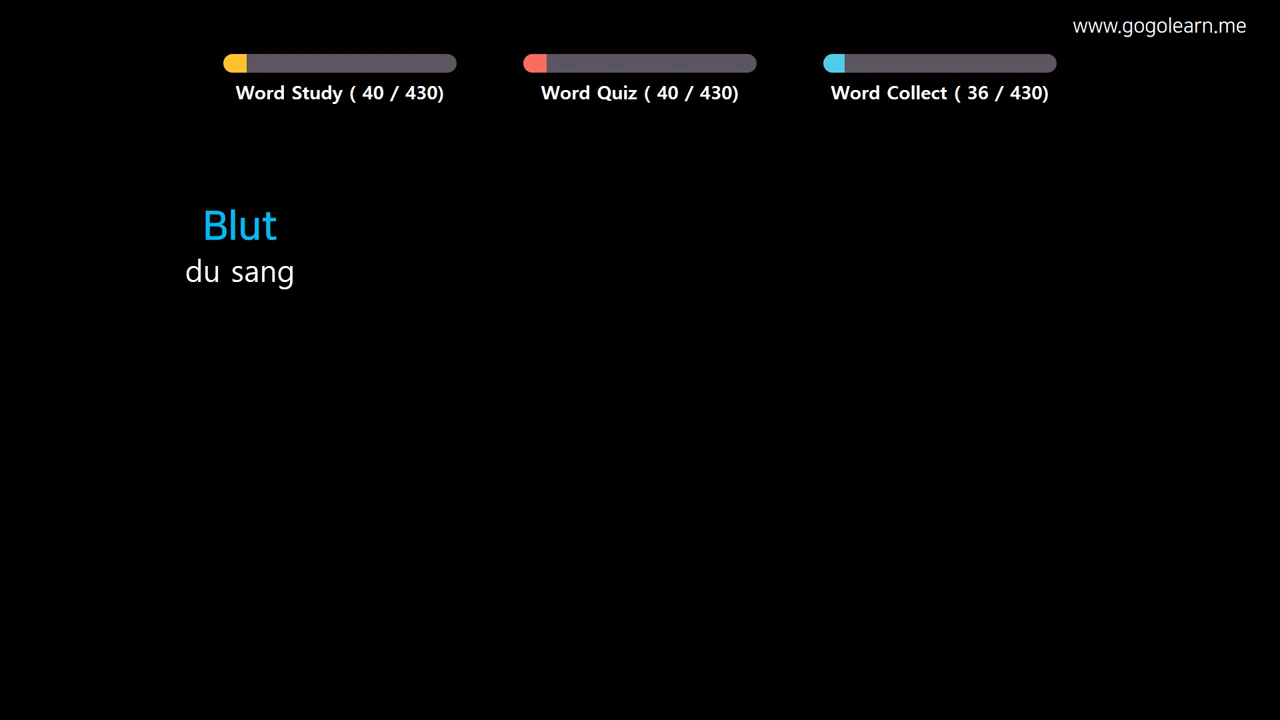 www.gogolearn.me
Word Study ( 40 / 430)
Word Quiz ( 40 / 430)
Word Collect ( 36 / 430)
Blut
du sang